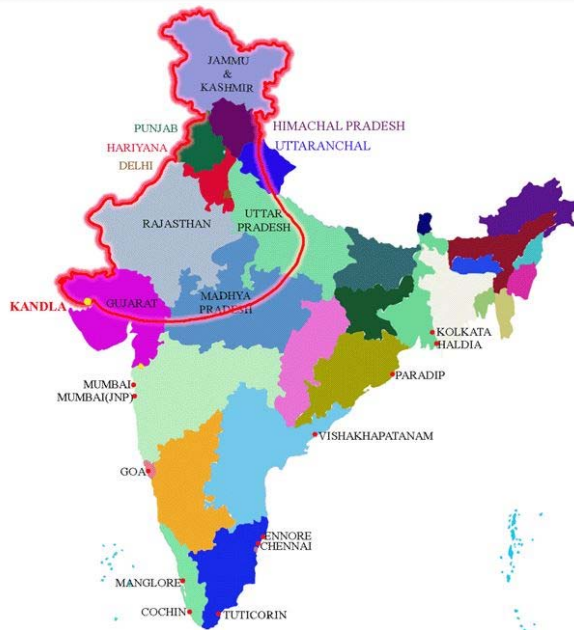 JAMMU
&
KASHMIR
PUNJAB
HIMACHAL PRADESH
HARIYANA
UTTARANCHAL
DELHI
RAJASTHAN
UTTAR
PRADESH
KANDLA
GUJARAT
MADHYA
PRADESH
KOLKATA
HALDIA
PARADIP
MUMBAI
MUMBAI(JNP)
VISHAKHAPATANAM
GOA
ENNORE
CHENNAI
MANGLORE
COCHIN
TUTICORIN